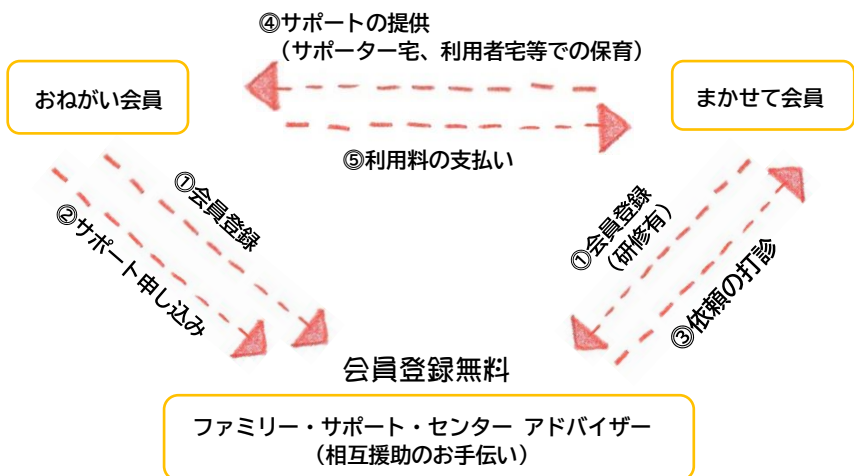 ④サポートの提供
（サポーター宅、利用者宅等での保育）
おねがい会員
まかせて会員
⑤利用料の支払い
①会員登録
②サポート申し込み
①会員登録
（研修有）
③依頼の打診
会員登録無料
ファミリー・サポート・センター アドバイザー
（相互援助のお手伝い）